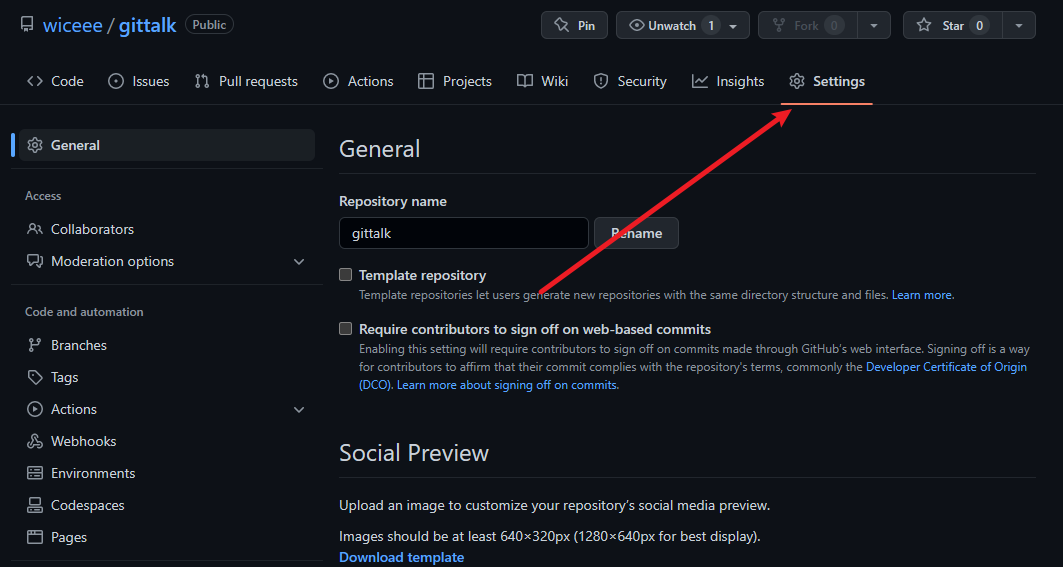 wiceee / gittalk Public
Pin Unwatch 1 Fork 0 Star 0
Code Issues Pull requests Actions Projects Wiki Security Insights Settings
General
Access
Collaborators
Moderation options
Code and automation
Branches
Tags
Actions
Webhooks
Environments
Codespaces
Pages
General
Repository name
gittalk Rename
Template repository
Template repositories let users generate new repositories with the same directory structure and files. Learn more.
Require contributors to sign off on web-based commits
Enabling this setting will require contributors to sign off on commits made through GitHub's web interface. Signing off is a way
for contributors to affirm that their commit complies with the repository's terms, commonly the Developer Certificate of Origin
(DCO). Learn more about signing off on commits.
Social Preview
Upload an image to customize your repository's social media preview.
Images should be at least 640×320px (1280×640px for best display).
Download template